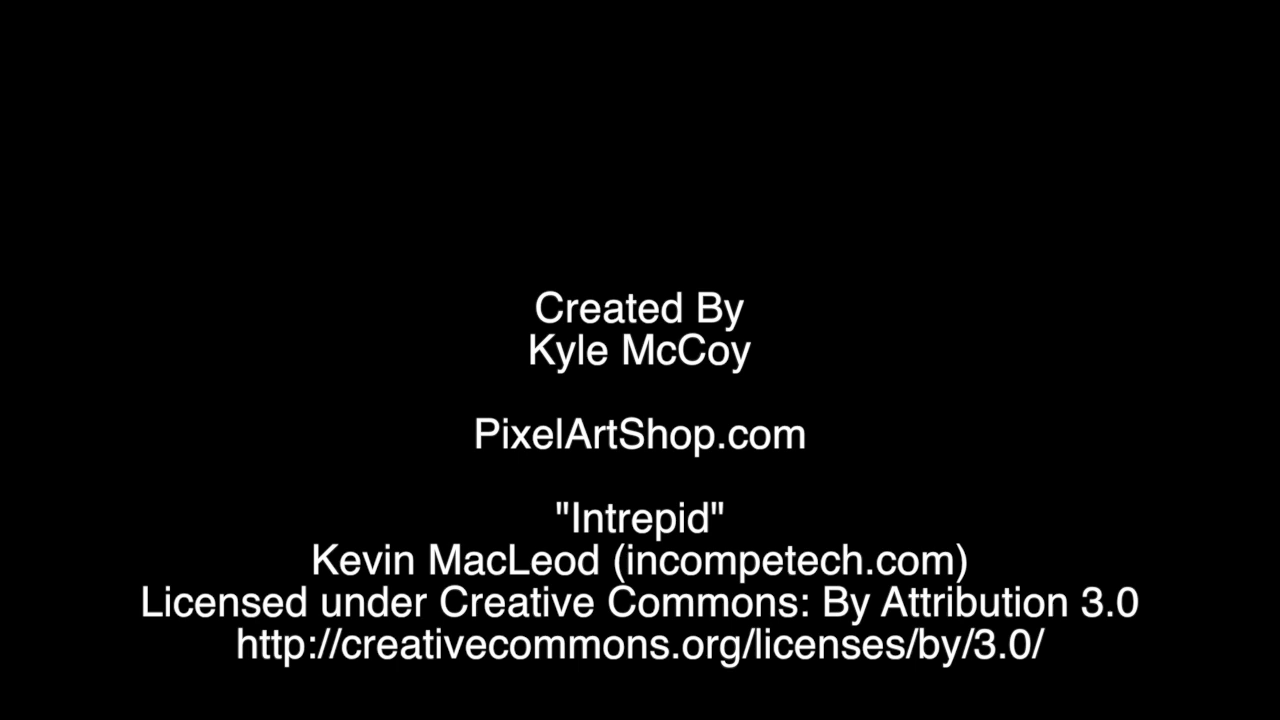 Created By
Kyle McCoy
PixelArtShop.com
"Intrepid"
Kevin MacLeod (incompetech.com)
Licensed under Creative Commons: By Attribution 3.0
http://creativecommons.org/licenses/by/3.0/